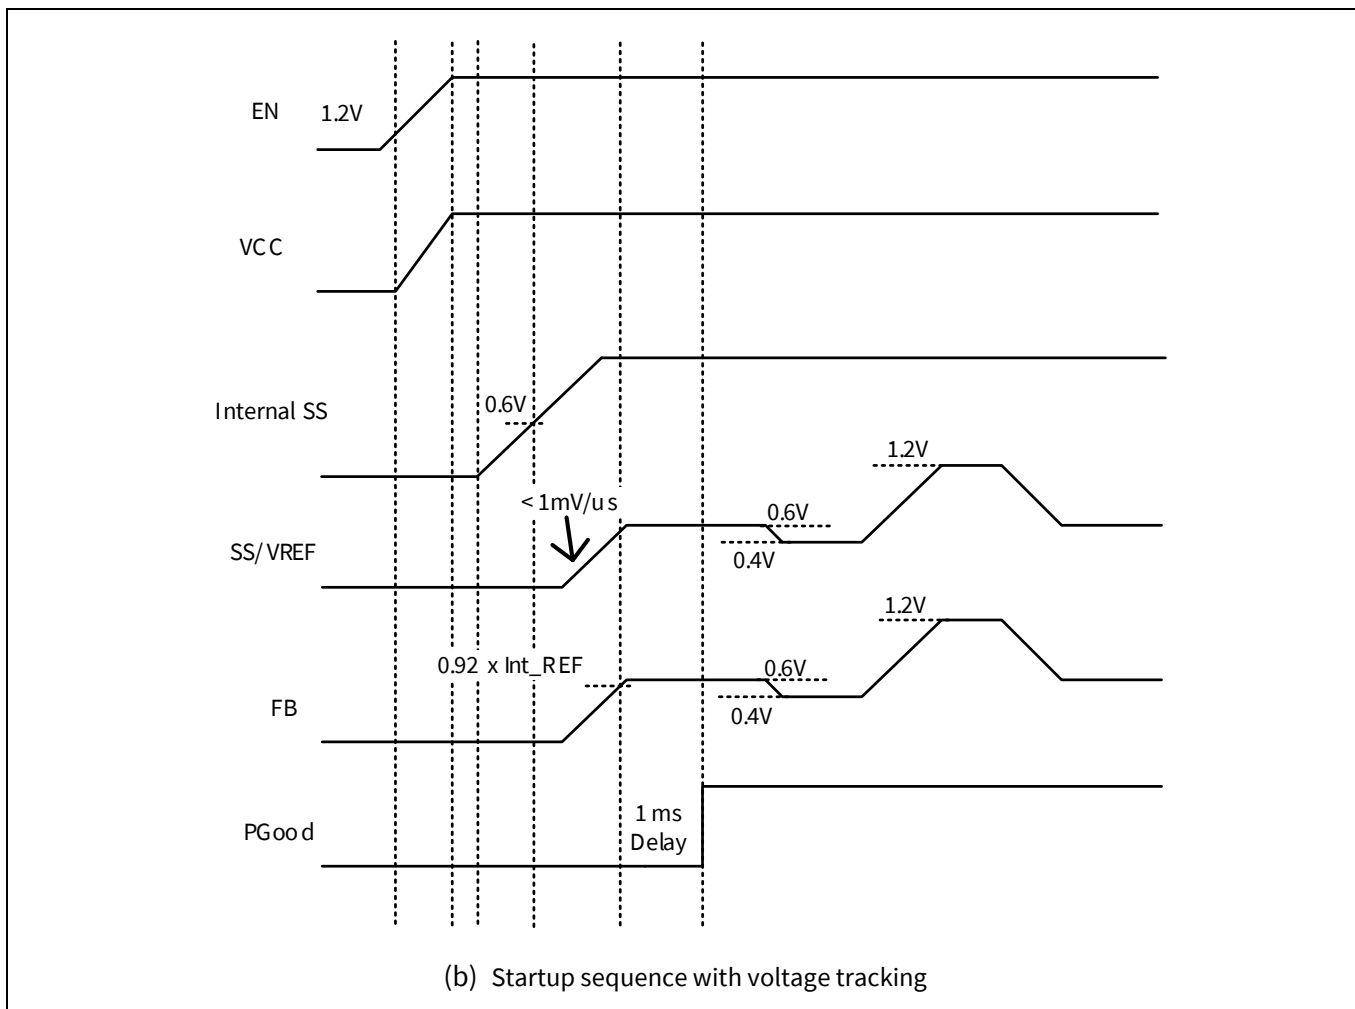 EN 1.2V
VCC
Internal SS
0.6V
< 1mV/us
1.2V
SS/VREF
0.6V
0.4V
1.2V
0.92 x Int_REF
0.6V
FB
0.4V
PGood
1 ms
Delay
(b) Startup sequence with voltage tracking